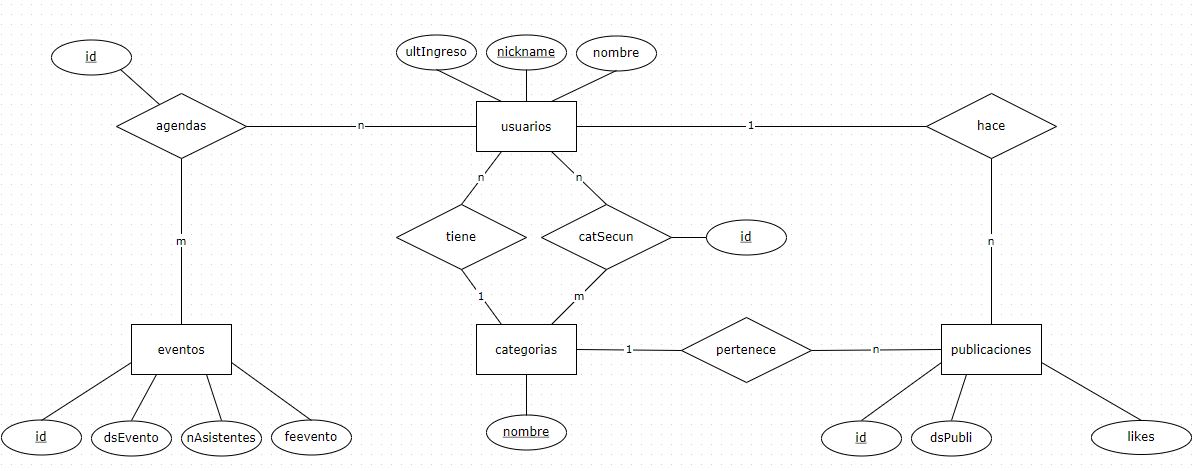 ultIngreso
nickname
nombre
id
agendas
n
usuarios
1
hace
n
n
tiene
catSecun
id
m
n
1
m
eventos
categorias
1
pertenece
n
publicaciones
id
dsEvento
nAsistentes
feevento
nombre
id
dsPubli
likes